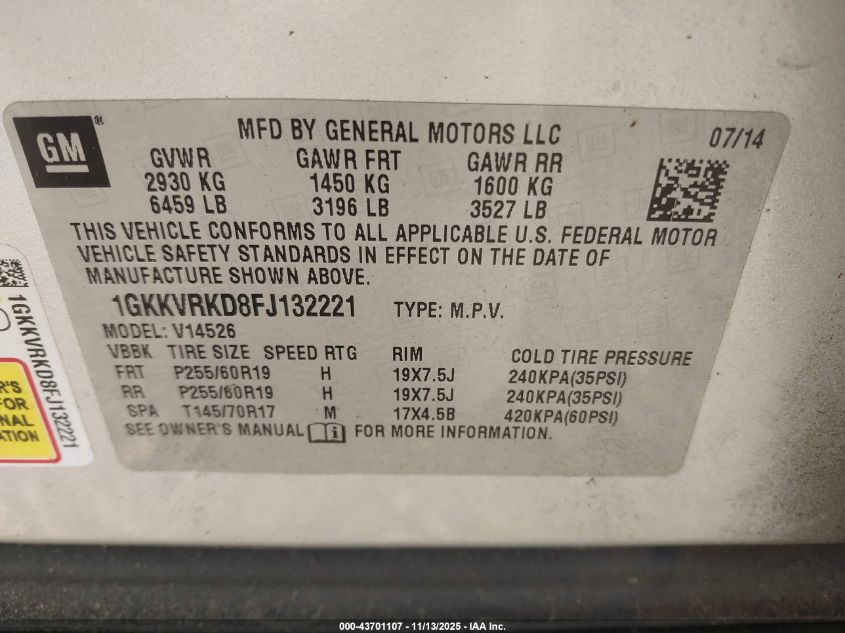 GM
MFD BY GENERAL MOTORS LLC 07/14
GVWR GAWR FRT GAWR RR
2930 KG 1450 KG 1600 KG
6459 LB 3196 LB 3527 LB
THIS VEHICLE CONFORMS TO ALL APPLICABLE U.S. FEDERAL MOTOR
VEHICLE SAFETY STANDARDS IN EFFECT ON THE DATE OF
MANUFACTURE SHOWN ABOVE.
1GKKVRKD8FJ132221 TYPE: M.P.V.
MODEL: V14526
VBBK TIRE SIZE SPEED RTG RIM COLD TIRE PRESSURE
FRT P255/60R19 H 19X7.5J 240KPA(35PSI)
RR P255/60R19 H 19X7.5J 240KPA(35PSI)
SPA T145/70R17 M 17X4.5B 420KPA(60PSI)
SEE OWNER'S MANUAL FOR MORE INFORMATION.
1GKKVRKD8FJ132221
R'S
FOR
NAL
ATION
000-43701107 - 11/13/2025 - IAA Inc.